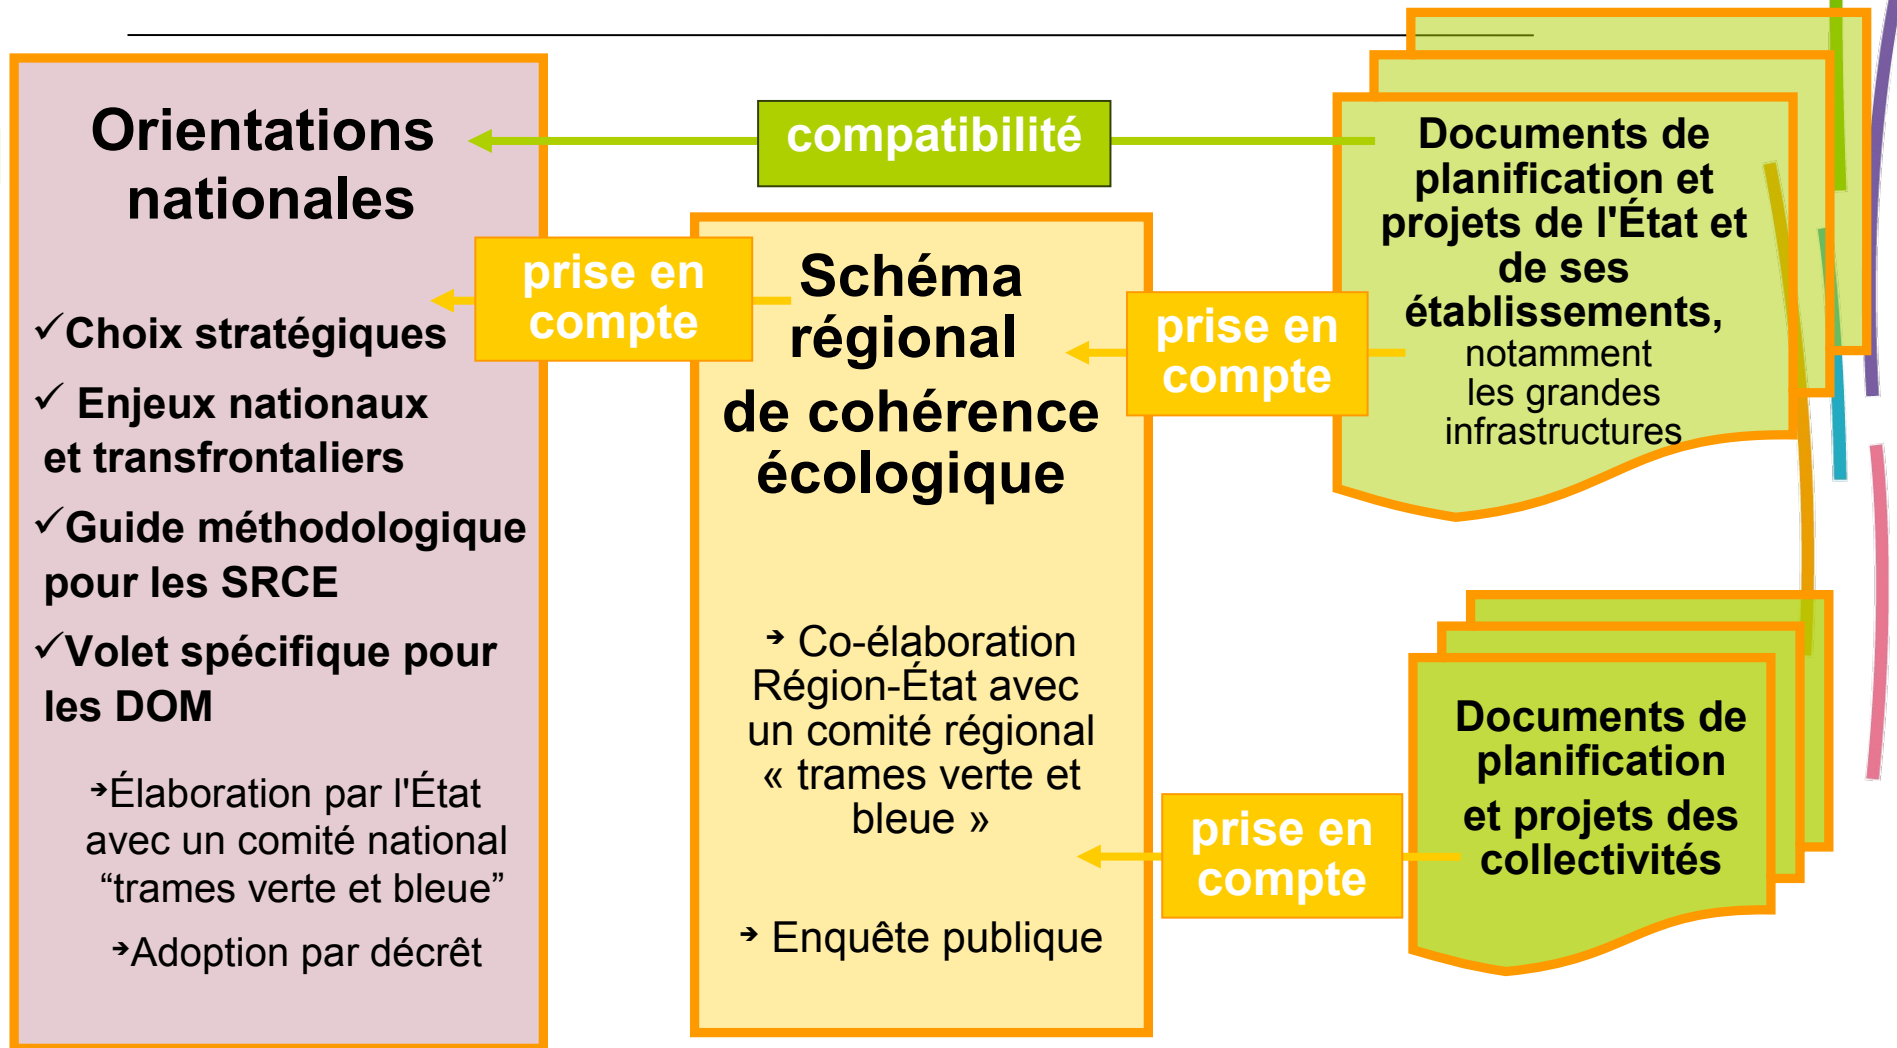 Orientations
nationales
✓Choix stratégiques
✓ Enjeux nationaux
et transfrontaliers
✓Guide méthodologique
pour les SRCE
✓Volet spécifique pour
les DOM
➔Élaboration par l'État
avec un comité national
“trames verte et bleue”
➔Adoption par décrêt
compatibilité
prise en
compte
Schéma
régional
de cohérence
écologique
➔ Co-élaboration
Région-État avec
un comité régional
« trames verte et
bleue »
➔ Enquête publique
prise en
compte
prise en
compte
Documents de
planification et
projets de l'État et
de ses
établissements,
notamment
les grandes
infrastructures
Documents de
planification
et projets des
collectivités